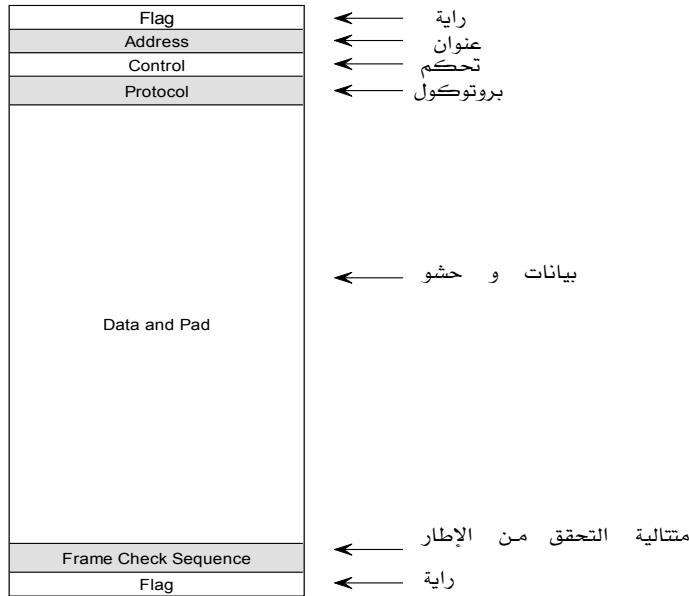 Flag راية
Address عنوان
Control تحكم
Protocol بروتوكول
بيانات و حشو
Data and Pad
متتالية التحقق من الإطار
Frame Check Sequence
Flag راية